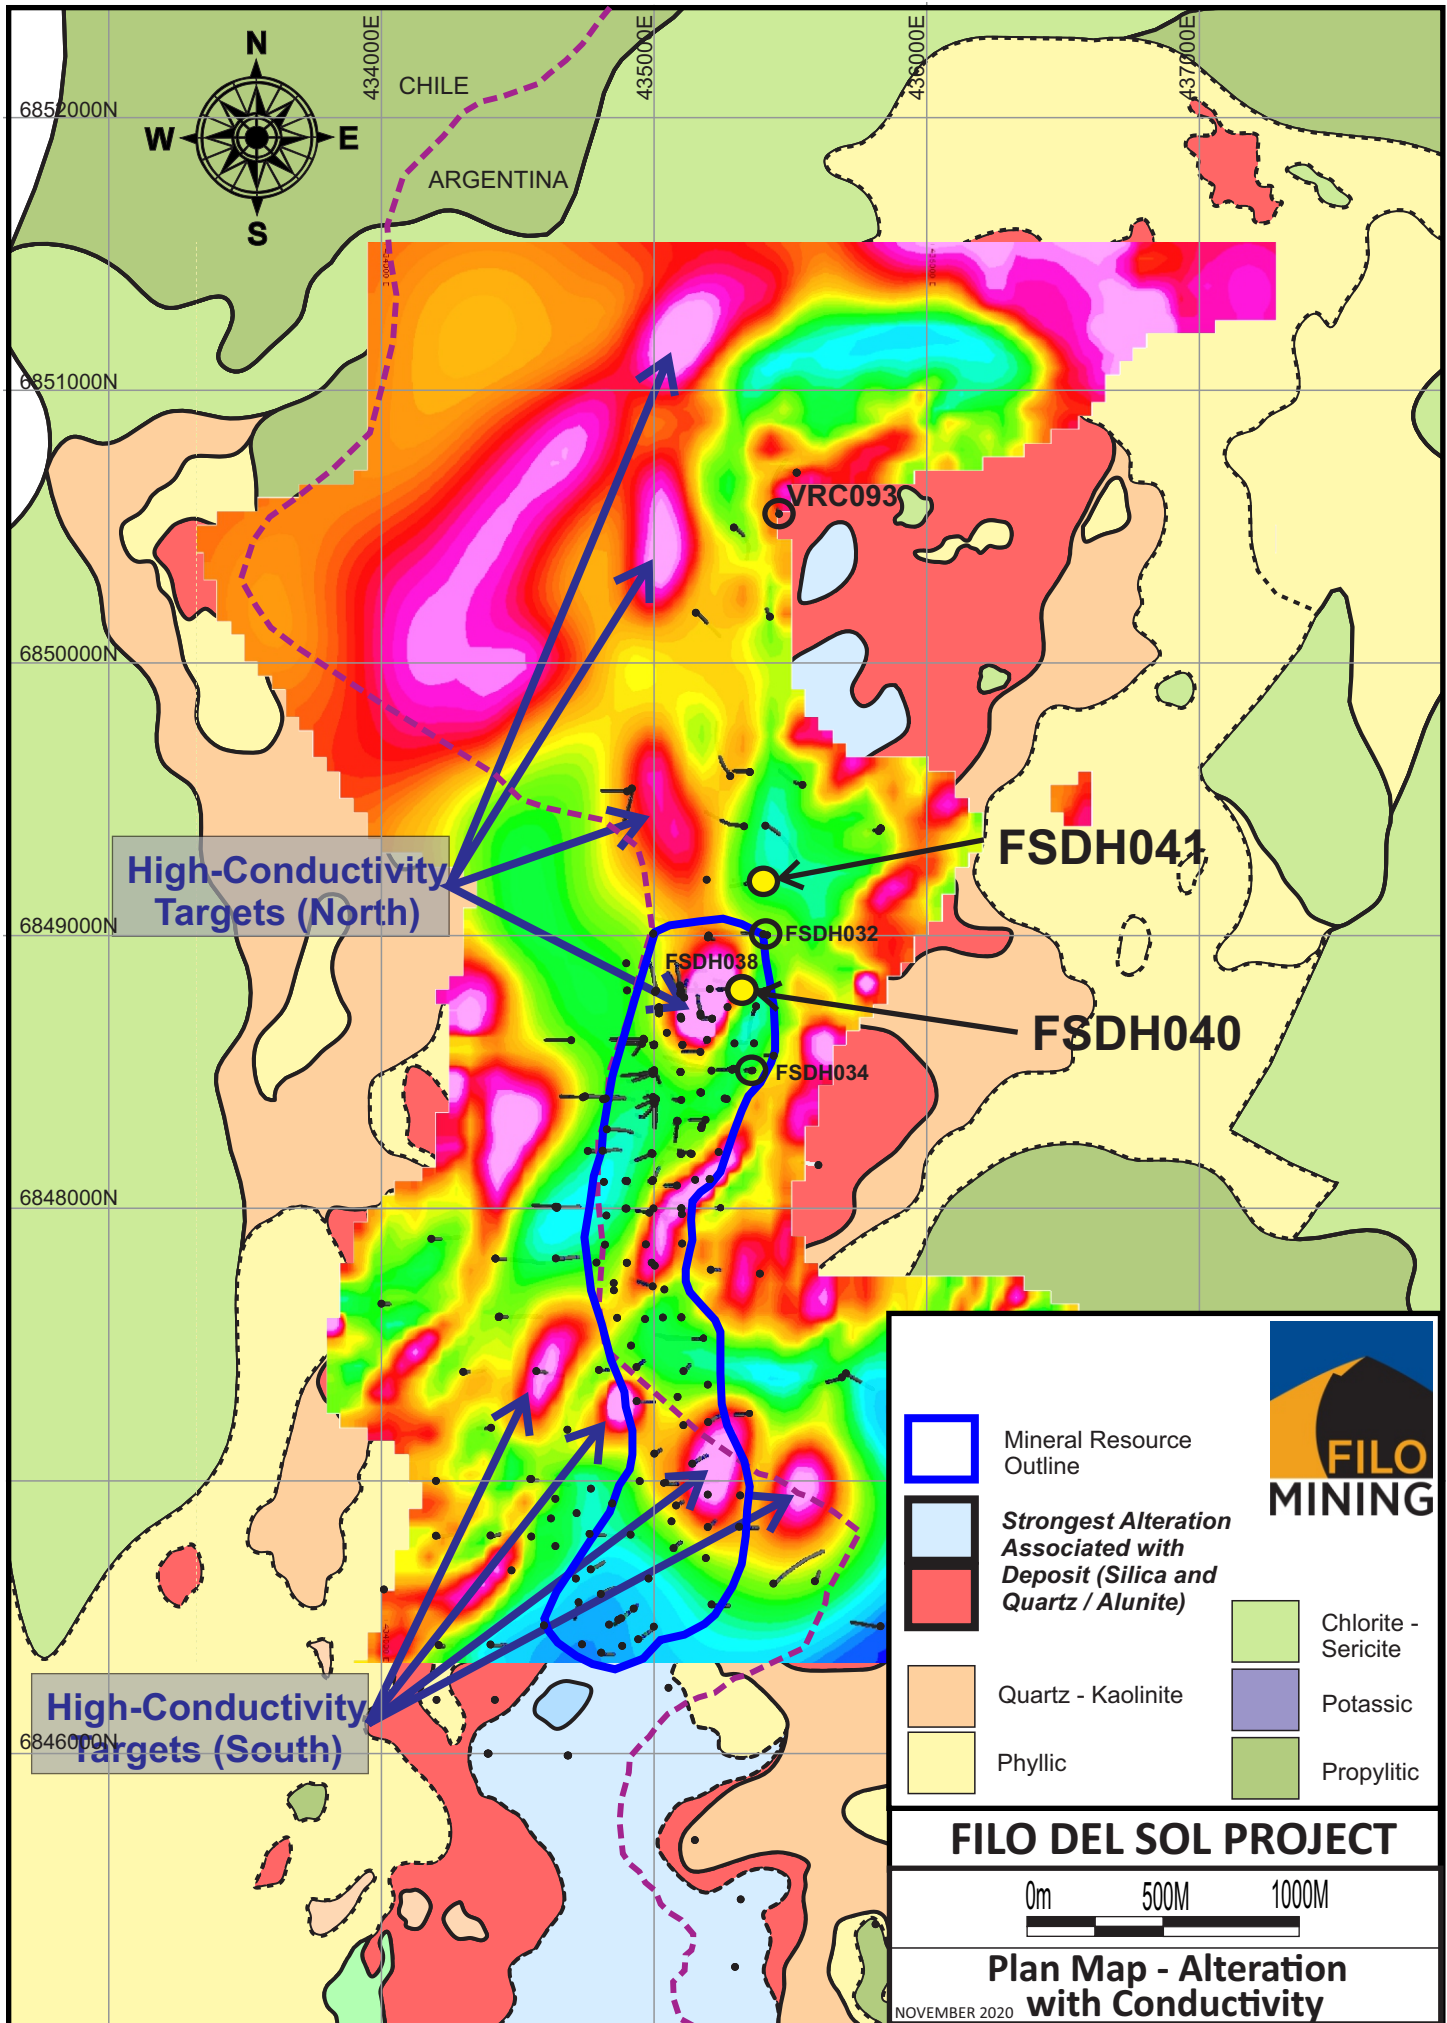 434000E
435000E
436000E
437000E
N
CHILE
6852000N
W
E
ARGENTINA
S
6851000N
VRC093
6850000N
FSDH041
High-Conductivity
Targets (North)
6849000N
FSDH032
FSDH038
FSDH040
FSDH034
6848000N
Mineral Resource
Outline
FILO
MINING
Strongest Alteration
Associated with
Deposit (Silica and
Quartz / Alunite)
Chlorite -
Sericite
Quartz - Kaolinite
Potassic
High-Conductivity
Targets (South)
6846000N
Phyllic
Propylitic
FILO DEL SOL PROJECT
0m
500M
1000M
Plan Map - Alteration
with Conductivity
NOVEMBER 2020